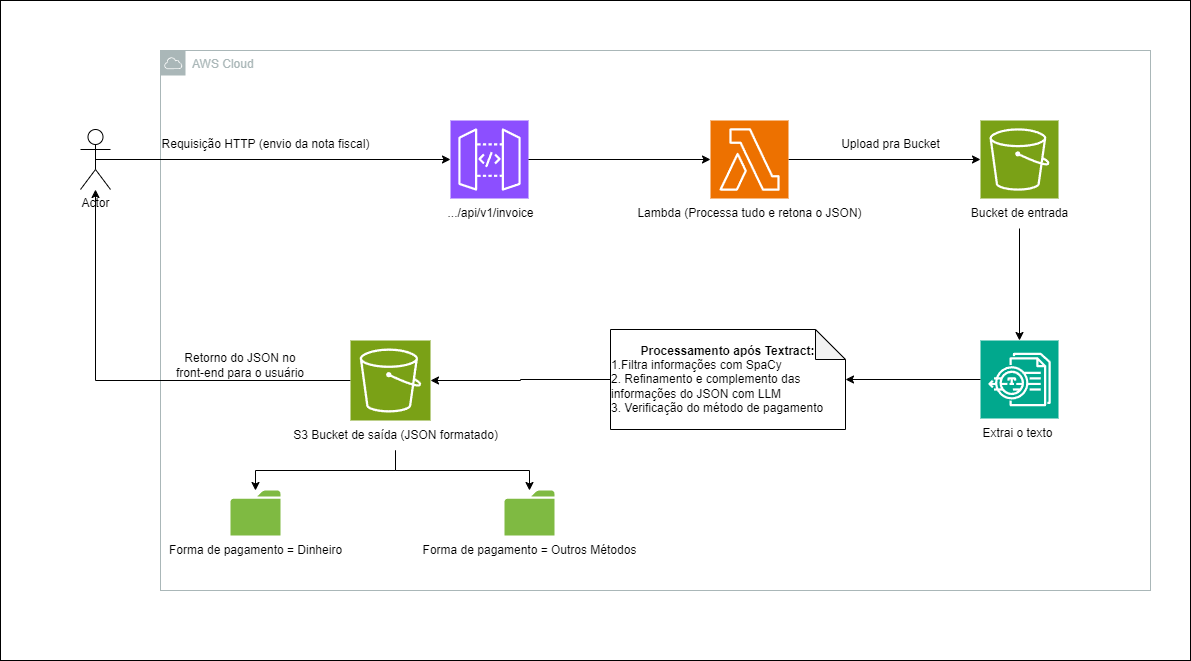 AWS Cloud
Requisição HTTP (envio da nota fiscal)
Upload pra Bucket
Actor
.../api/v1/invoice
Lambda (Processa tudo e retona o JSON)
Bucket de entrada
Retorno do JSON no
front-end para o usuário
Processamento após Textract:
1.Filtra informações com SpaCy
2. Refinamento e complemento das
informações do JSON com LLM
3. Verificação do método de pagamento
S3 Bucket de saída (JSON formatado)
Extrai o texto
Forma de pagamento = Dinheiro
Forma de pagamento = Outros Métodos